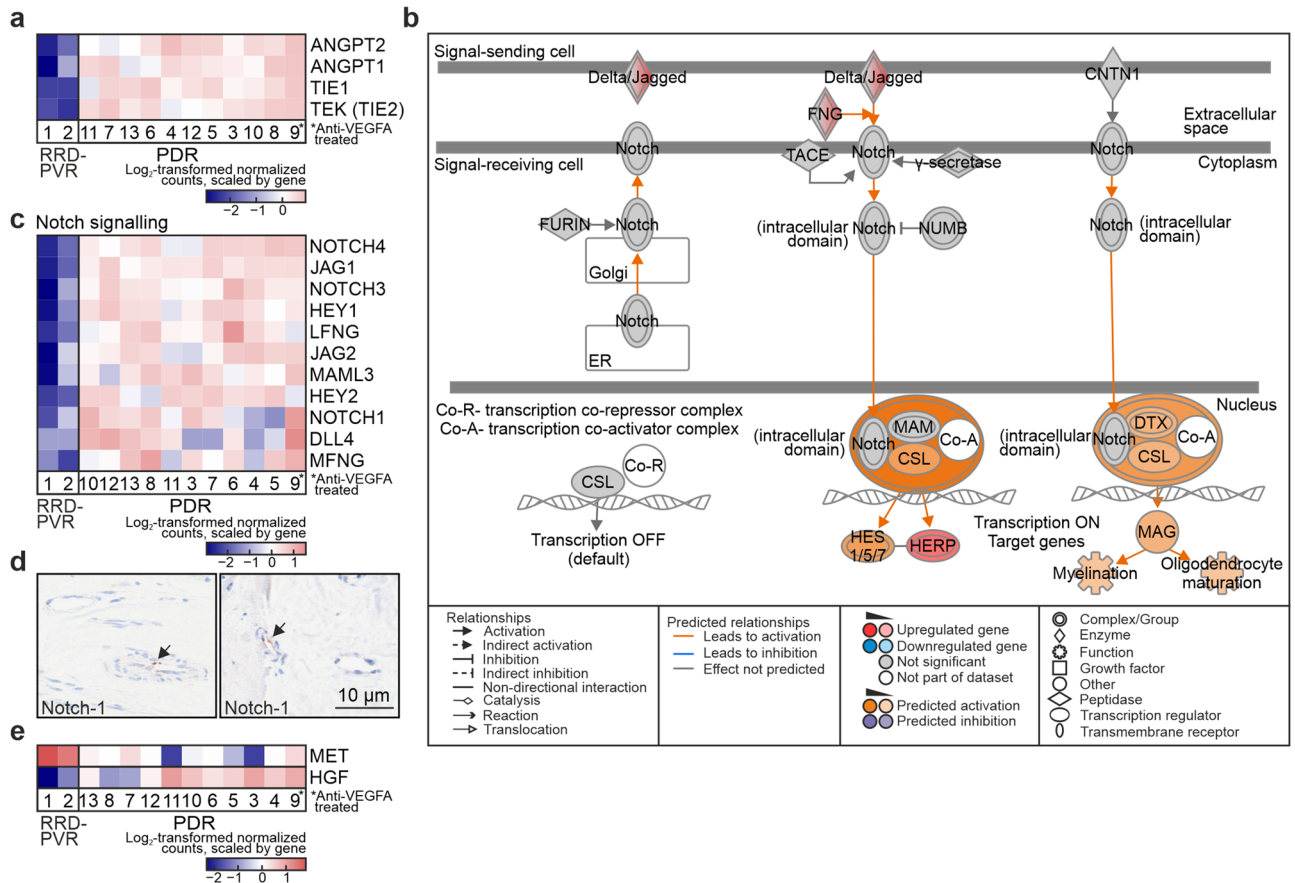 a
ANGPT2
ANGPT1
TIE1
TEK (TIE2)
1 2 11 7 13 6 4 12 5 3 10 8 9*
*Anti-VEGFA
treated
RRD-
PVR
PDR
Log2-transformed normalized
counts, scaled by gene
−2 −1 0
b
Signal-sending cell
Delta/Jagged
Delta/Jagged
CNTN1
FNG
Extracellular
space
Notch
TACE
Notch
γ-secretase
Notch
Cytoplasm
Signal-receiving cell
FURIN
Notch
(intracellular
domain)
Notch
NUMB
Notch
(intracellular
domain)
Golgi
Notch
ER
Nucleus
Co-R- transcription co-repressor complex
Co-A- transcription co-activator complex
(intracellular
domain)
Notch
MAM
Co-A
CSL
(intracellular
domain)
Notch
DTX
Co-A
CSL
Co-R
CSL
Transcription OFF
(default)
HES
1/5/7
HERP
Transcription ON
Target genes
MAG
Myelination
Oligodendrocyte
maturation
Relationships
Activation
Indirect activation
Inhibition
Indirect inhibition
Non-directional interaction
Catalysis
Reaction
Translocation
Predicted relationships
Leads to activation
Leads to inhibition
Effect not predicted
Upregulated gene
Downregulated gene
Not significant
Not part of dataset
Predicted activation
Predicted inhibition
Complex/Group
Enzyme
Function
Growth factor
Other
Peptidase
Transcription regulator
Transmembrane receptor
c
Notch signalling
NOTCH4
JAG1
NOTCH3
HEY1
LFNG
JAG2
MAML3
HEY2
NOTCH1
DLL4
MFNG
1 2 10 12 13 8 11 3 7 6 4 5 9*
*Anti-VEGFA
treated
RRD-
PVR
PDR
Log2-transformed normalized
counts, scaled by gene
−2 −1 0 1
d
Notch-1
Notch-1
10 µm
e
MET
HGF
1 2 13 8 7 12 11 10 6 5 3 4 9*
*Anti-VEGFA
treated
RRD-
PVR
PDR
Log2-transformed normalized
counts, scaled by gene
−2 −1 0 1